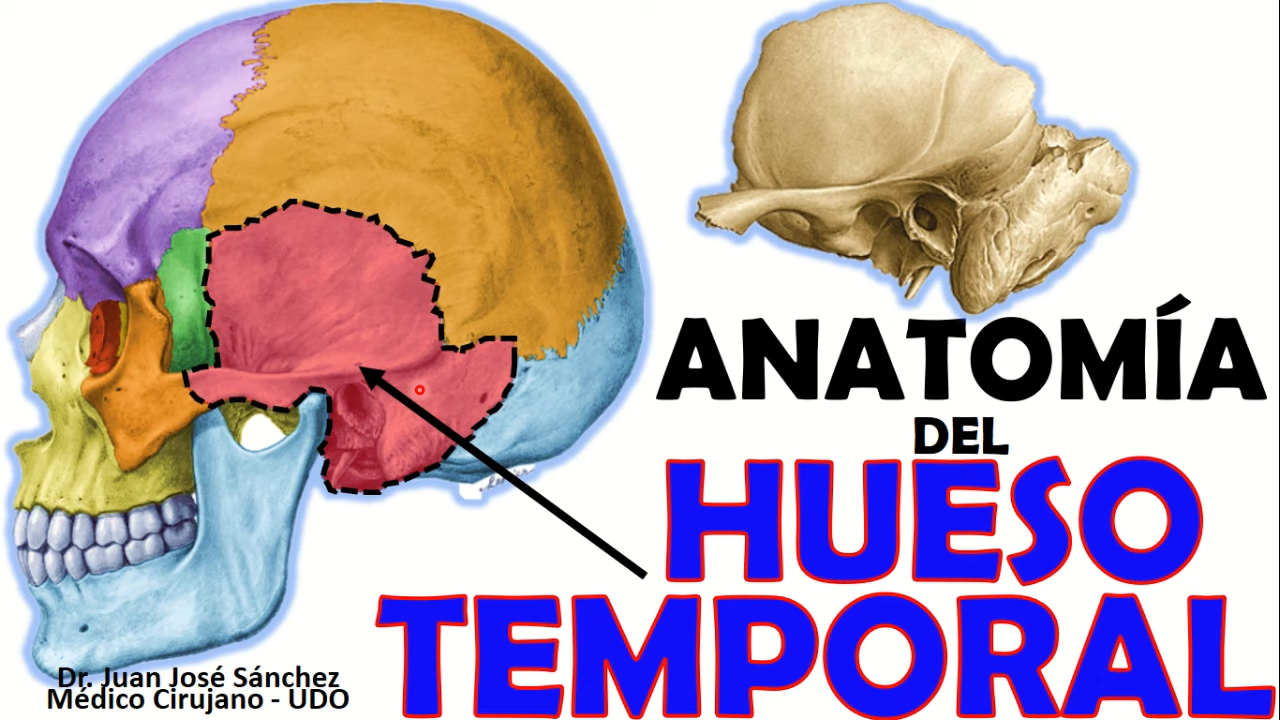 ANATOMÍA
DEL
HUESO
TEMPORAL
Dr. Juan José Sánchez
Médico Cirujano - UDO